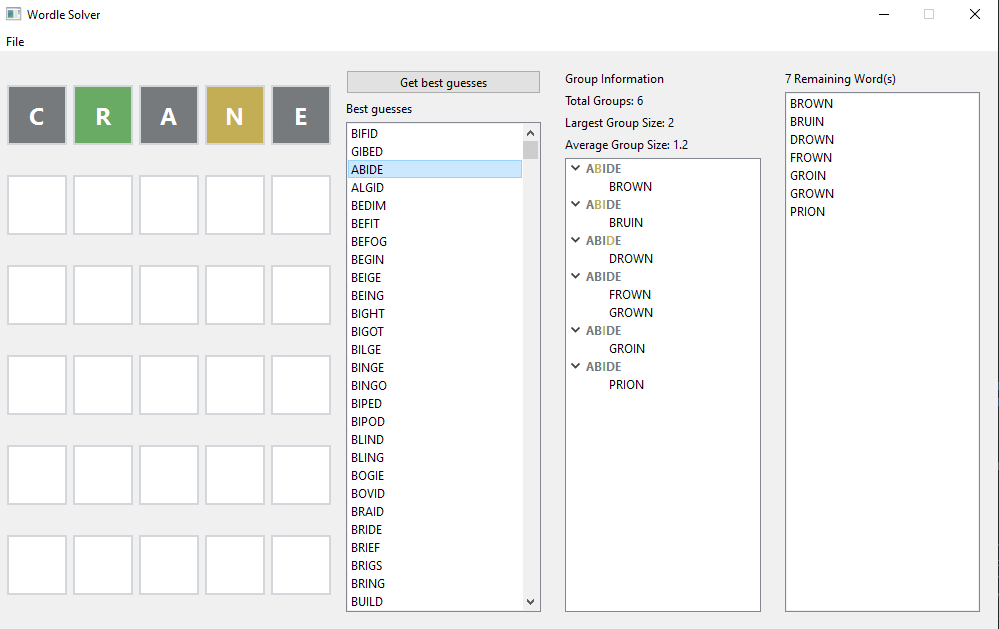 Wordle Solver
File
C R A N E
Get best guesses
Best guesses
BIFID
GIBED
ABIDE
ALGID
BEDIM
BEFIT
BEFOG
BEGIN
BEIGE
BEING
BIGHT
BIGOT
BILGE
BINGE
BINGO
BIPED
BIPOD
BLIND
BLING
BOGIE
BOVID
BRAID
BRIDE
BRIEF
BRIGS
BRING
BUILD
Group Information
Total Groups: 6
Largest Group Size: 2
Average Group Size: 1.2
ABIDE
BROWN
ABIDE
BRUIN
ABIDE
DROWN
ABIDE
FROWN
GROWN
ABIDE
GROIN
ABIDE
PRION
7 Remaining Word(s)
BROWN
BRUIN
DROWN
FROWN
GROIN
GROWN
PRION